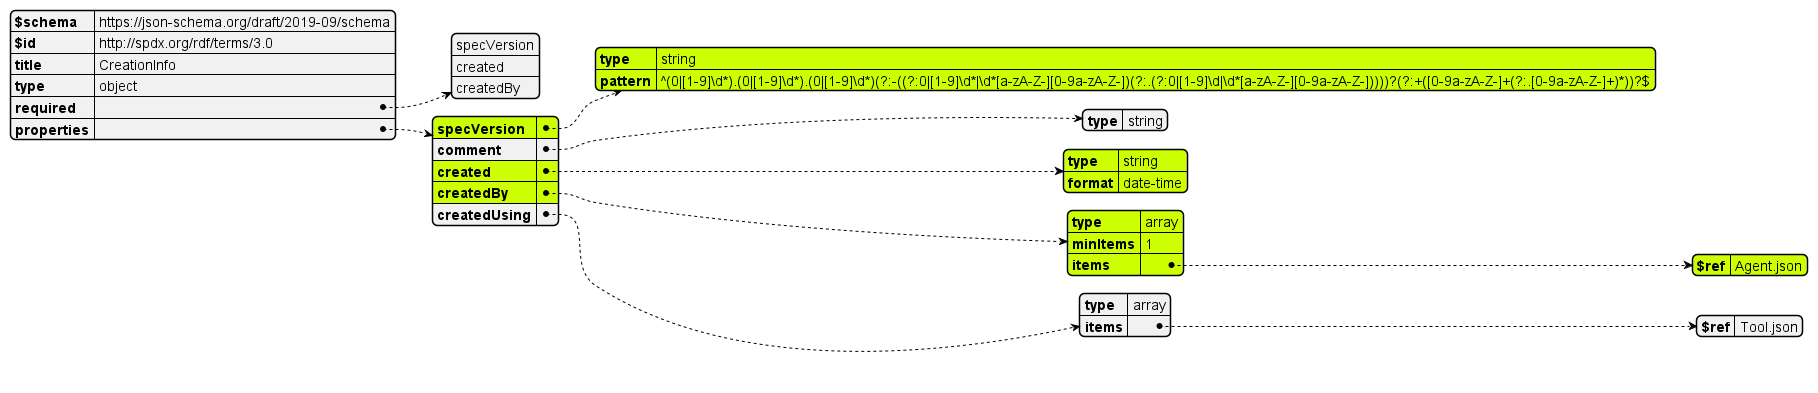 $schema https://json-schema.org/draft/2019-09/schema
$id http://spdx.org/rdf/terms/3.0
title CreationInfo
type object
required
properties
specVersion
created
createdBy
specVersion
comment
created
createdBy
createdUsing
type string
pattern ^(0|[1-9]\d*).(0|[1-9]\d*).(0|[1-9]\d*)(?:-((?:0|[1-9]\d*|\d*[a-zA-Z-][0-9a-zA-Z-])(?:.(?:0|[1-9]\d|\d*[a-zA-Z-][0-9a-zA-Z-]))))?(?:+([0-9a-zA-Z-]+(?:.[0-9a-zA-Z-]+)*))?$
type string
type string
format date-time
type array
minItems 1
items
$ref Agent.json
type array
items
$ref Tool.json